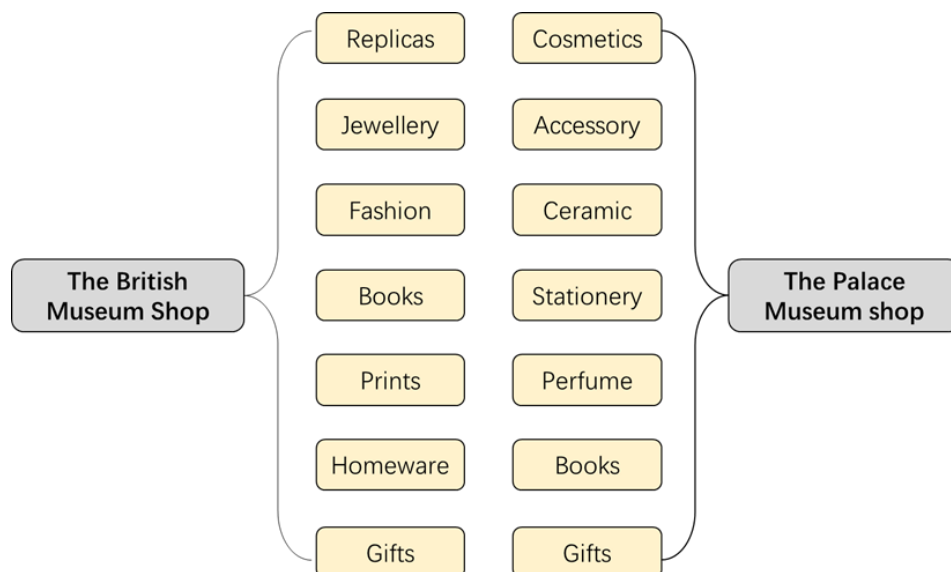 Replicas
Cosmetics
Jewellery
Accessory
Fashion
Ceramic
The British
Museum Shop
The Palace
Museum shop
Books
Stationery
Prints
Perfume
Homeware
Books
Gifts
Gifts